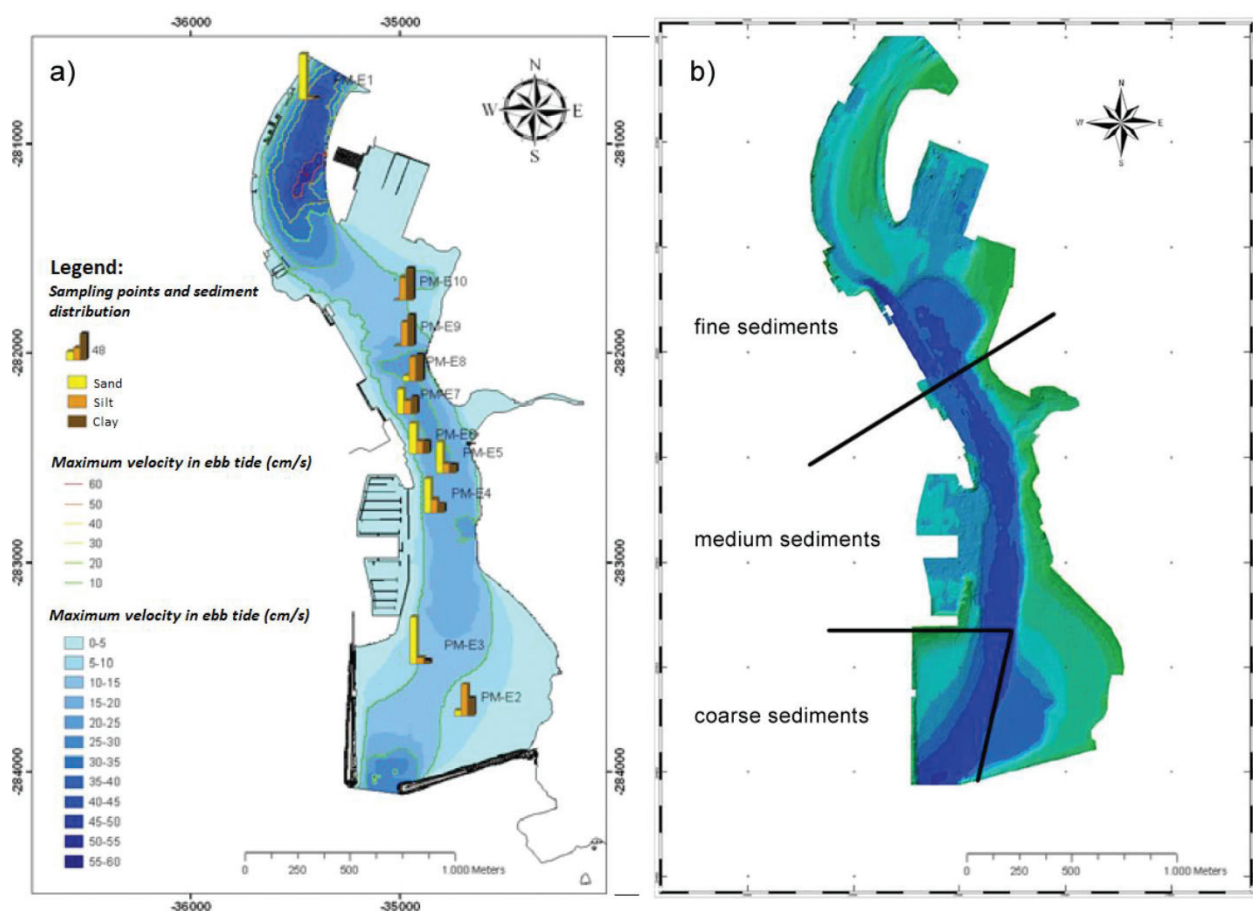 -36000
-35000
a)
N
W
E
S
-281000
-282000
-283000
-284000
PM-E1
PM-E10
PM-E9
PM-E8
PM-E7
PM-E6
PM-E5
PM-E4
PM-E3
PM-E2
Legend:
Sampling points and sediment
distribution
48
Sand
Silt
Clay
Maximum velocity in ebb tide (cm/s)
60
50
40
30
20
10
Maximum velocity in ebb tide (cm/s)
0-5
5-10
10-15
15-20
20-25
25-30
30-35
35-40
40-45
45-50
50-55
55-60
0
250
500
1.000 Meters
-281000
-282000
-283000
-284000
-36000
-35000
b)
N
W
E
S
fine sediments
medium sediments
coarse sediments
0
250
500
1.000 Meters